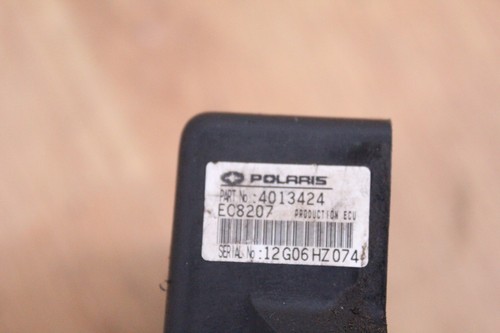 POLARIS
PART No.:4013424
EC8207 PRODUCTION ECU
SERIAL No:12G06HZ074